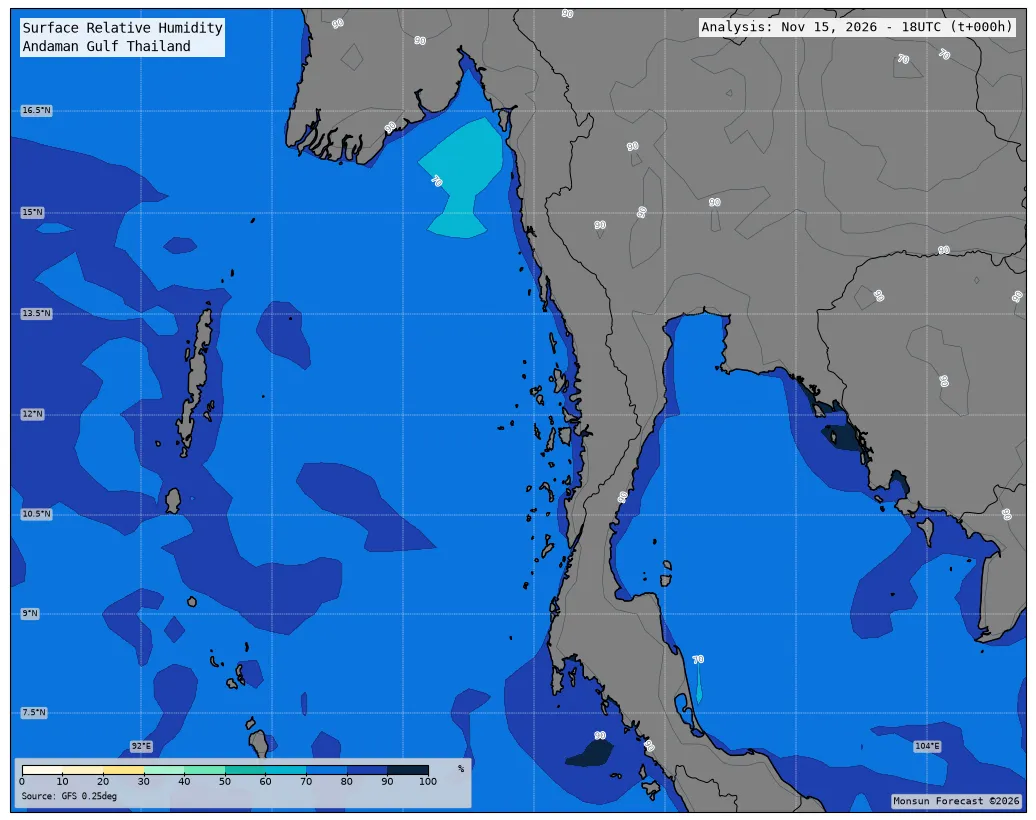 Surface Relative Humidity
Andaman Gulf Thailand
Analysis: Nov 15, 2026 - 18UTC (t+000h)
90
90
90
70
70
16.5°N
90
90
70
90
15°N
90
90
90
13.5°N
90
90
90
12°N
90
90
10.5°N
9°N
70
7.5°N
90
90
92°E
104°E
0 10 20 30 40 50 60 70 80 90 100 %
Source: GFS 0.25deg
Monsun Forecast ©2026